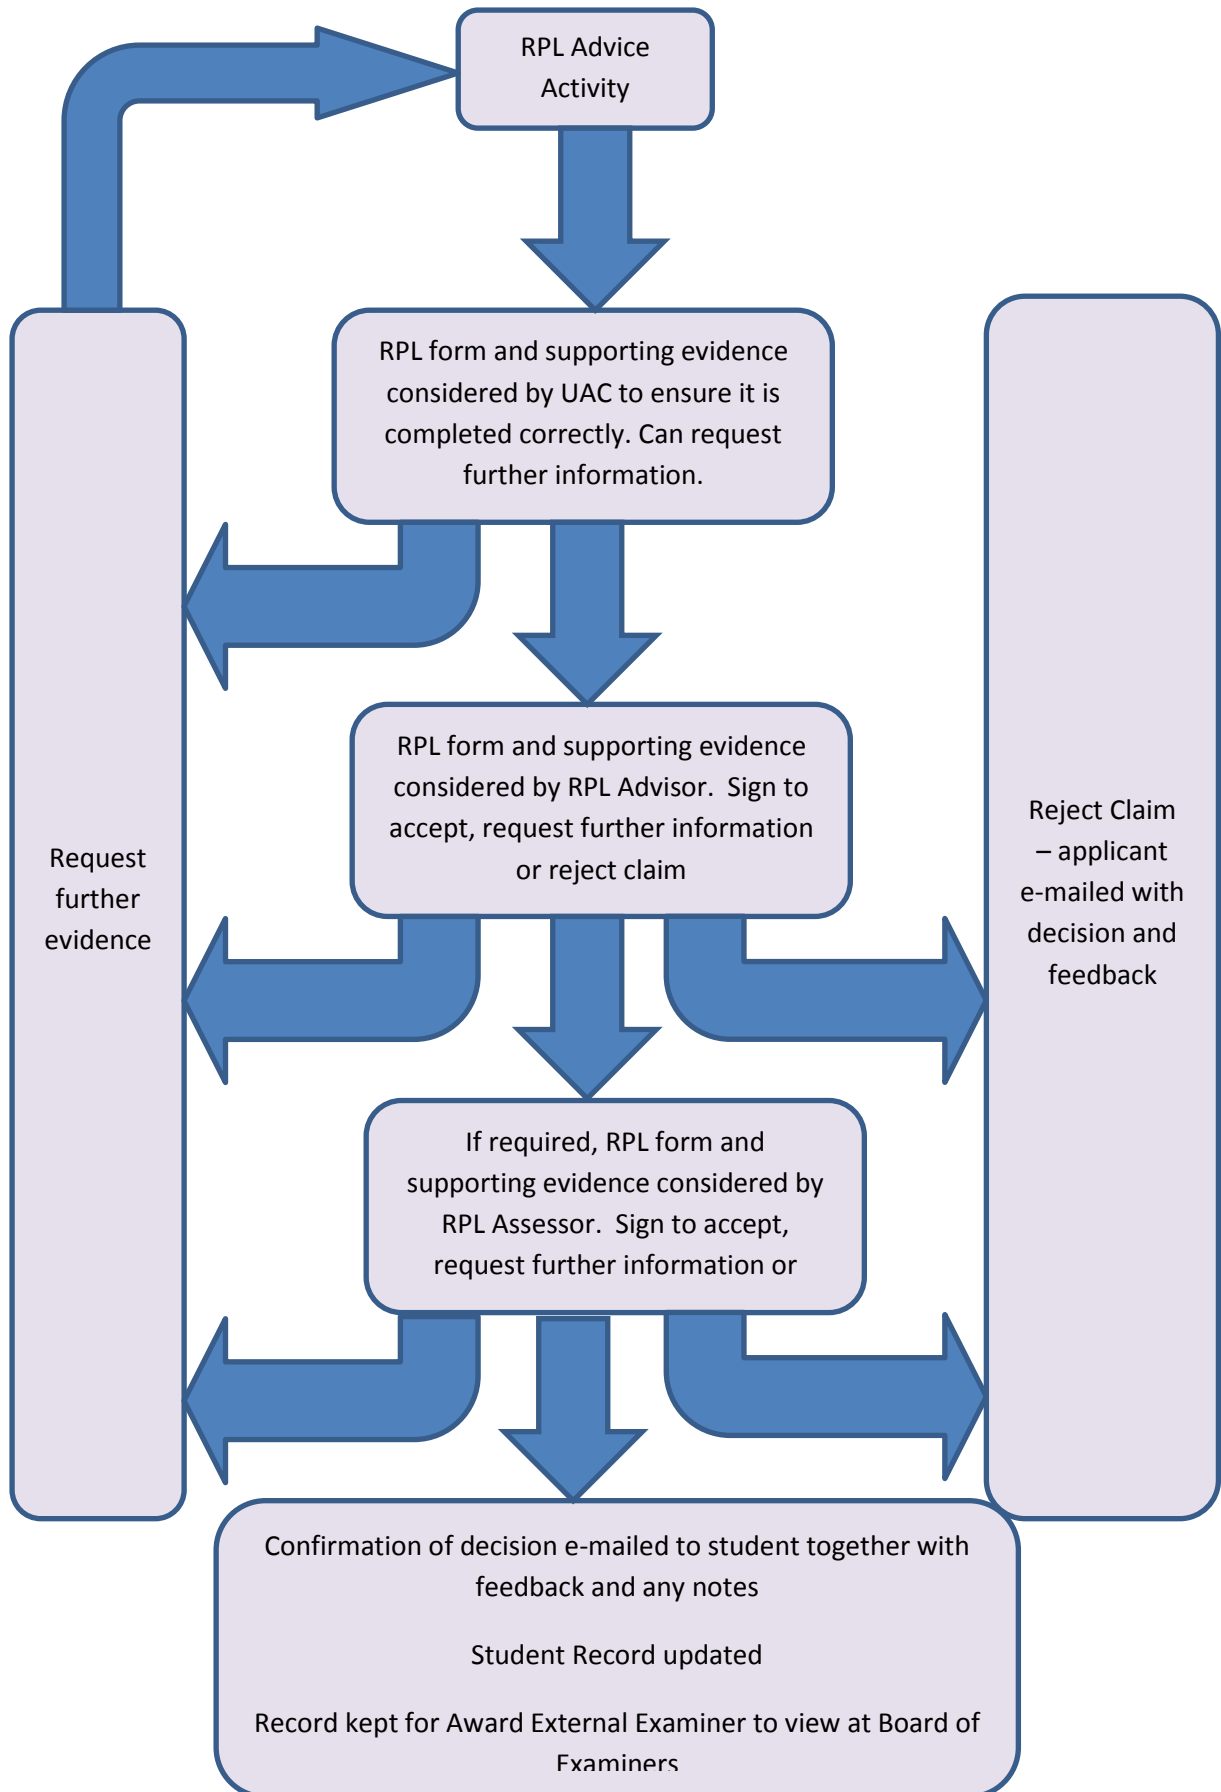 RPL Advice
Activity
RPL form and supporting evidence
considered by UAC to ensure it is
completed correctly. Can request
further information.
RPL form and supporting evidence
considered by RPL Advisor.  Sign to
accept, request further information
or reject claim
Request
further
evidence
Reject Claim
– applicant
e-mailed with
decision and
feedback
If required, RPL form and
supporting evidence considered by
RPL Assessor.  Sign to accept,
request further information or
Confirmation of decision e-mailed to student together with
feedback and any notes
Student Record updated
Record kept for Award External Examiner to view at Board of
Examiners